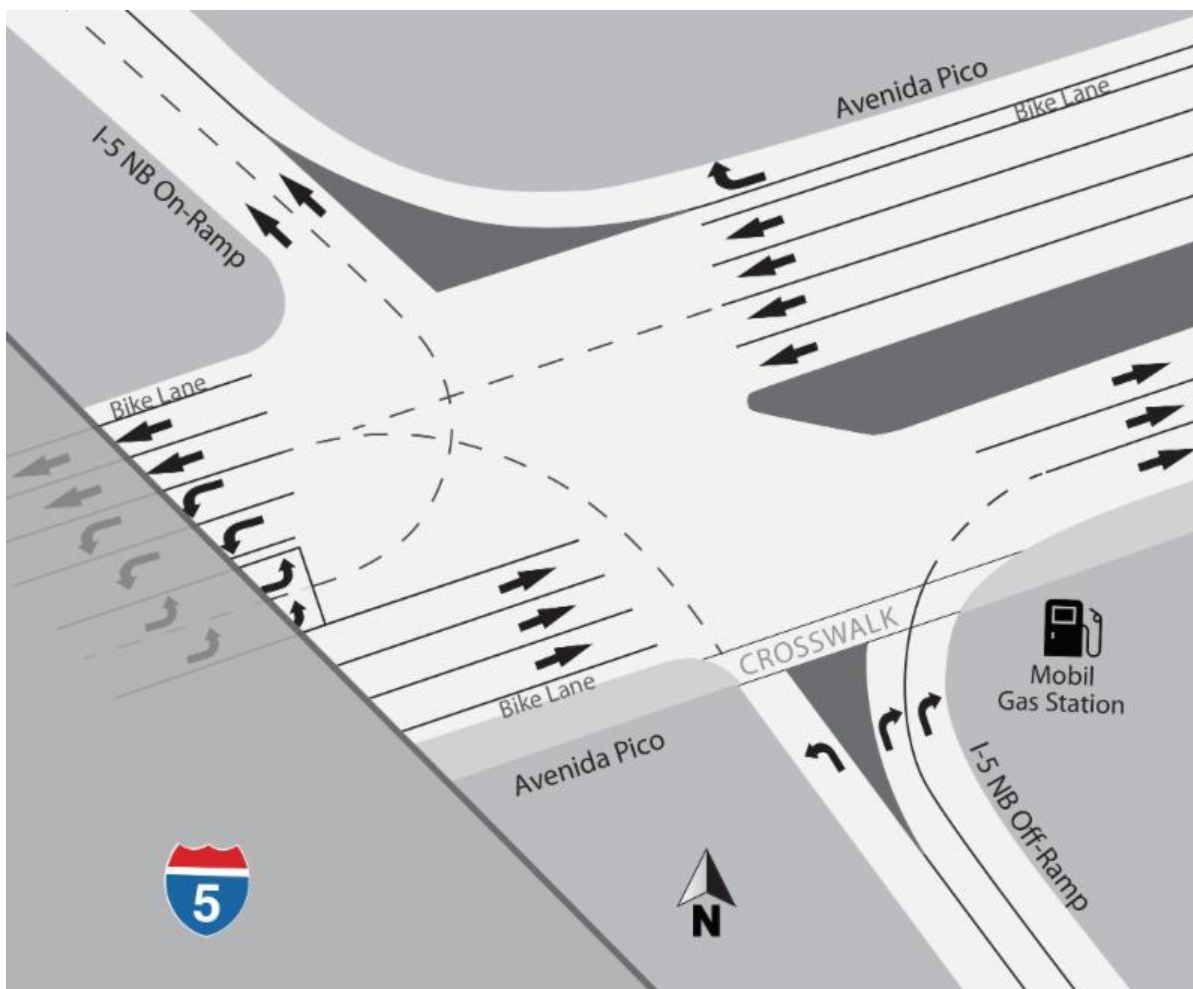 Avenida Pico
Bike Lane
I-5 NB On-Ramp
Bike Lane
CROSSWALK
Mobil
Gas Station
Bike Lane
Avenida Pico
I-5 NB Off-Ramp
5
N